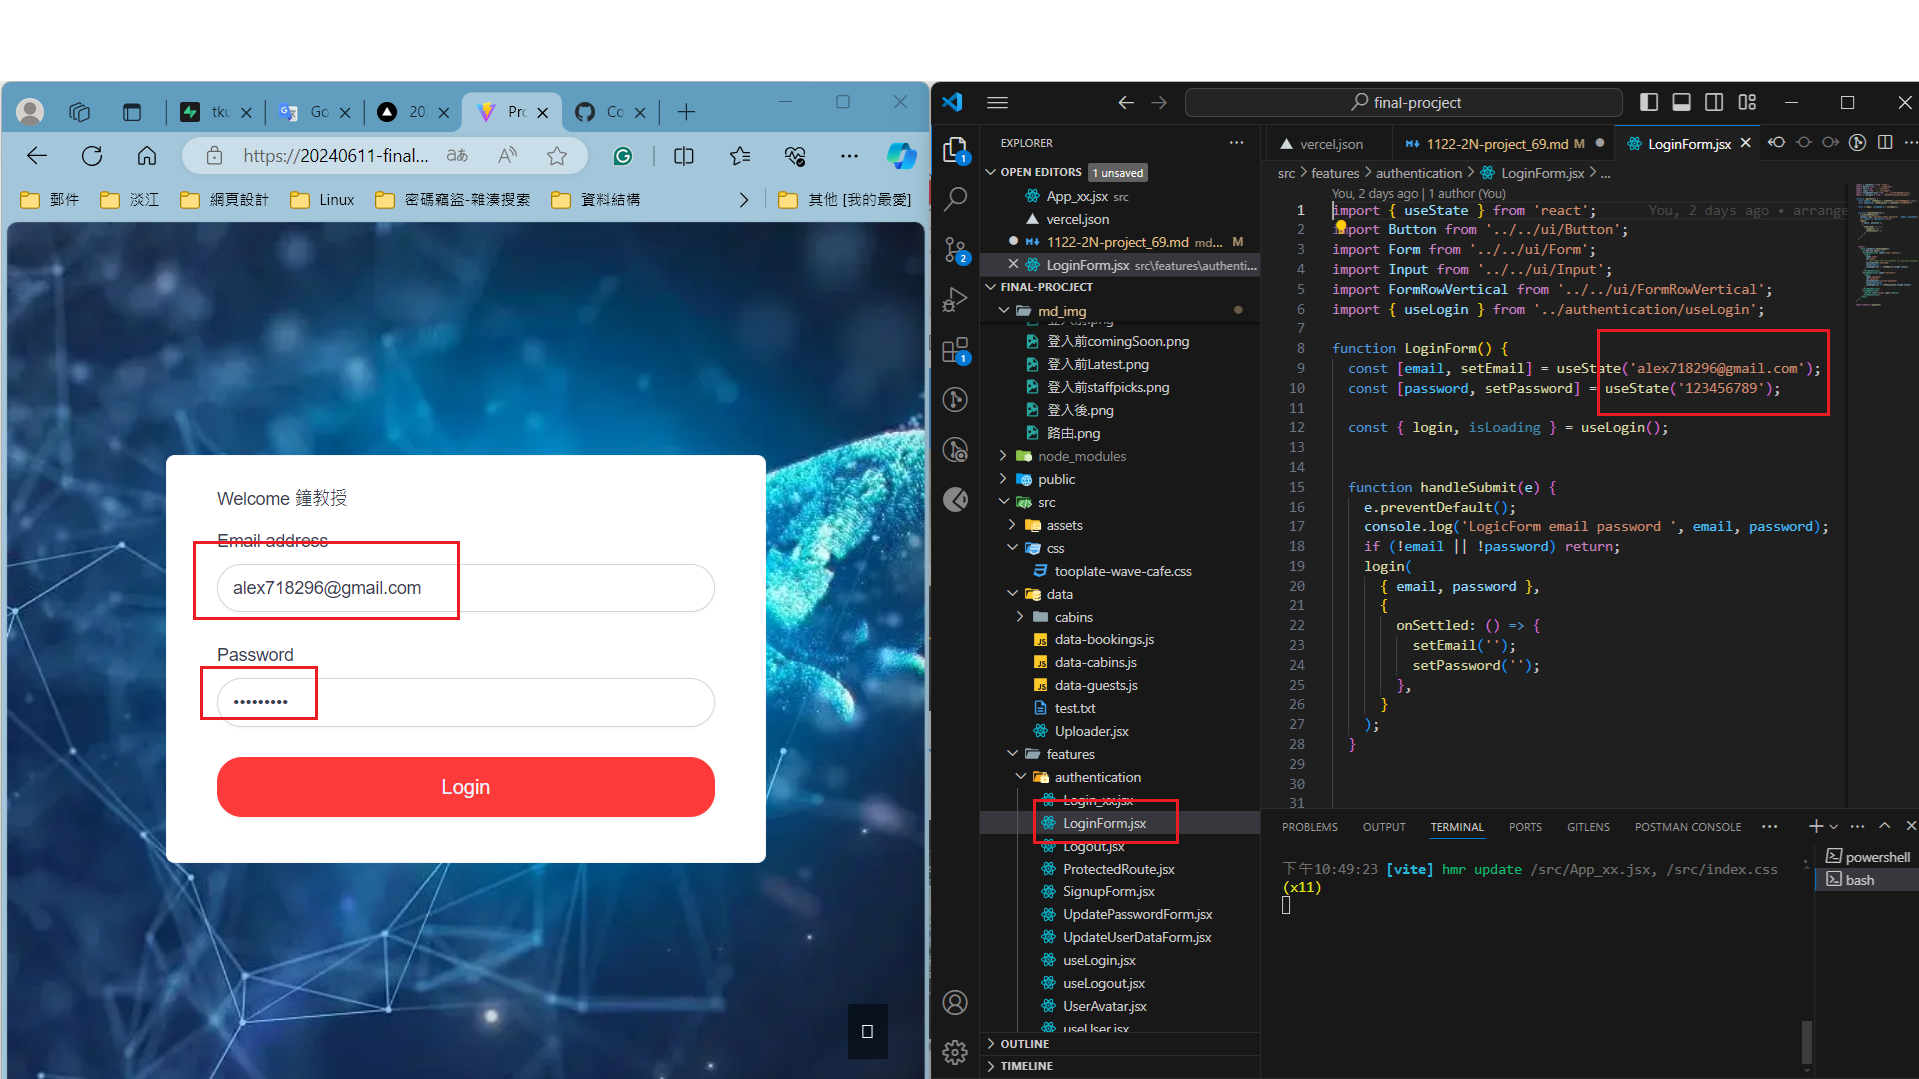 tku
Go
20.
Pro
Co
https://20240611-final...
郵件
淡江
網頁設計
Linux
密碼竊盜-雜湊搜索
資料結構
其他 [我的最愛]
Welcome 鐘教授
Email address
alex718296@gmail.com
Password
•••••••••
Login
final-procject
EXPLORER
OPEN EDITORS 1 unsaved
App_xx.jsx src
vercel.json
1122-2N-project_69.md md... M
LoginForm.jsx src\features\authenti...
FINAL-PROCJECT
md_img
登入前.png
登入前comingSoon.png
登入前Latest.png
登入前staffpicks.png
登入後.png
路由.png
node_modules
public
src
assets
css
tooplate-wave-cafe.css
data
cabins
data-bookings.js
data-cabins.js
data-guests.js
test.txt
Uploader.jsx
features
authentication
Login_xx.jsx
LoginForm.jsx
Logout.jsx
ProtectedRoute.jsx
SignupForm.jsx
UpdatePasswordForm.jsx
UpdateUserDataForm.jsx
useLogin.jsx
useLogout.jsx
UserAvatar.jsx
useUser.jsx
OUTLINE
TIMELINE
vercel.json
1122-2N-project_69.md M
LoginForm.jsx
src > features > authentication > LoginForm.jsx > ...
You, 2 days ago | 1 author (You)
1 import { useState } from 'react'; You, 2 days ago • arrange
2 import Button from '../../ui/Button';
3 import Form from '../../ui/Form';
4 import Input from '../../ui/Input';
5 import FormRowVertical from '../../ui/FormRowVertical';
6 import { useLogin } from '../authentication/useLogin';
7
8 function LoginForm() {
9 const [email, setEmail] = useState('alex718296@gmail.com');
10 const [password, setPassword] = useState('123456789');
11
12 const { login, isLoading } = useLogin();
13
14
15 function handleSubmit(e) {
16 e.preventDefault();
17 console.log('LogicForm email password ', email, password);
18 if (!email || !password) return;
19 login(
20 { email, password },
21 {
22 onSettled: () => {
23 setEmail('');
24 setPassword('');
25 },
26 }
27 );
28 }
29
30
31
PROBLEMS
OUTPUT
TERMINAL
PORTS
GITLENS
POSTMAN CONSOLE
下午10:49:23 [vite] hmr update /src/App_xx.jsx, /src/index.css
(x11)
powershell
bash